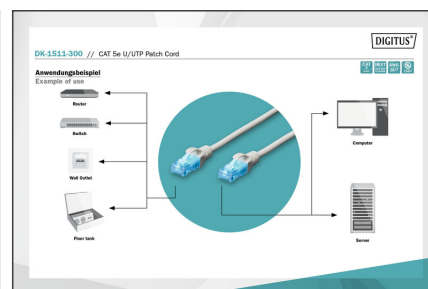 DIGITUS®
DK-1511-300 // CAT 5e U/UTP Patch Cord
Anwendungsbeispiel
Example of use
Router
Switch
Wall Outlet
Floor tank
Computer
Server